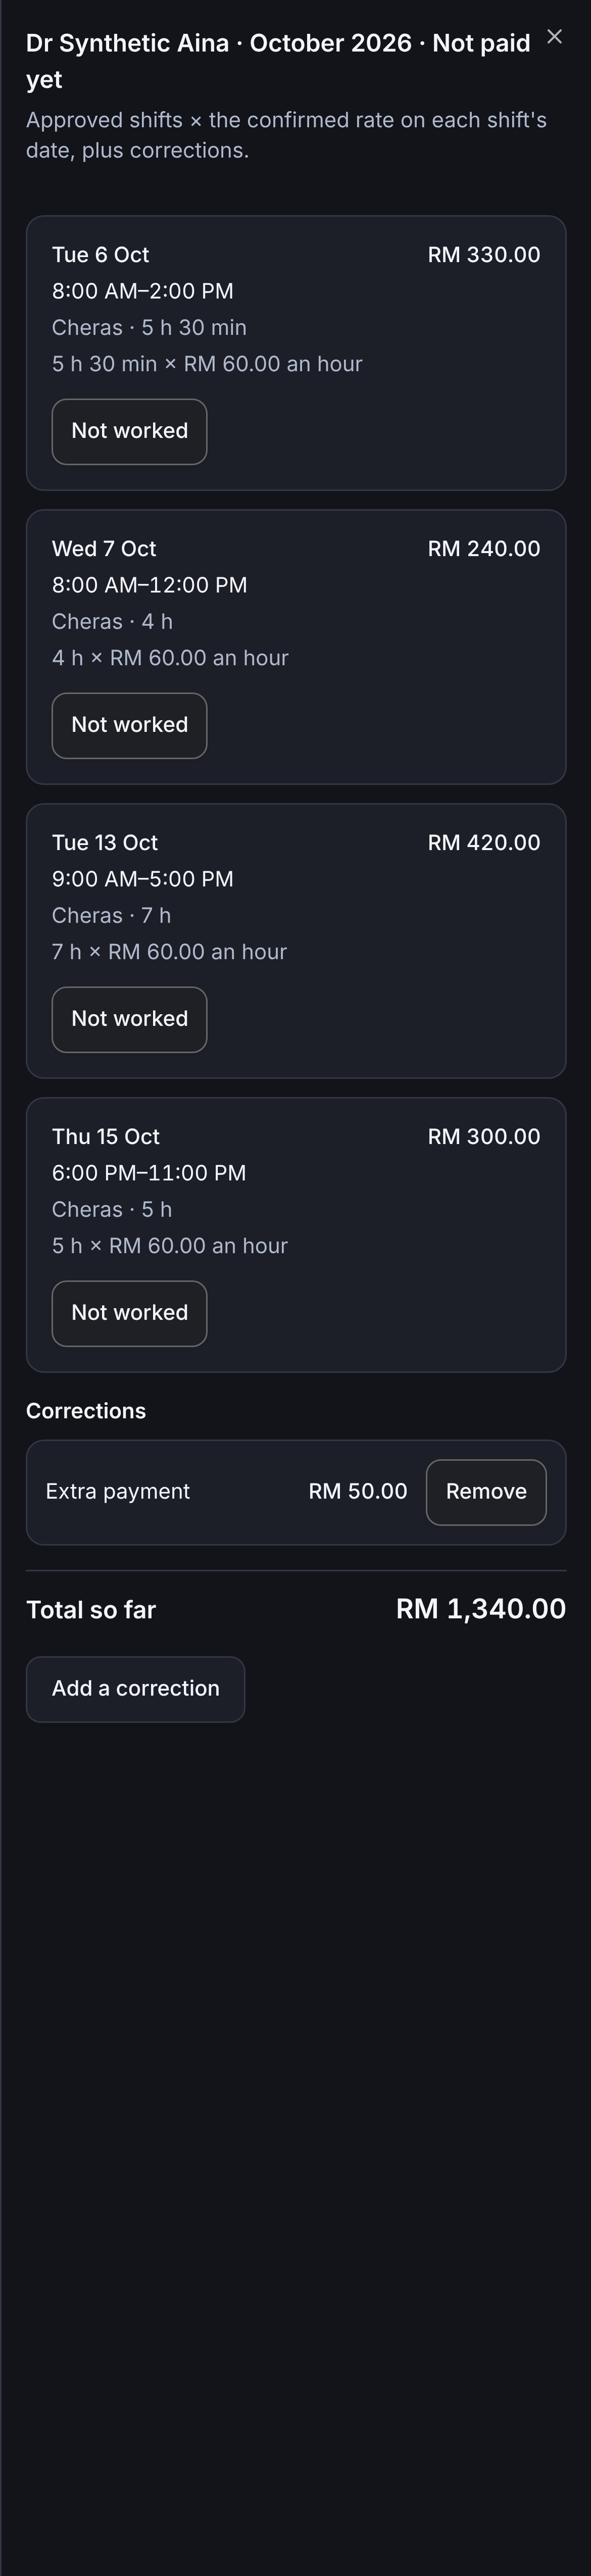 Dr Synthetic Aina · October 2026 · Not paid
yet
Approved shifts × the confirmed rate on each shift's
date, plus corrections.
Tue 6 Oct RM 330.00
8:00 AM–2:00 PM
Cheras · 5 h 30 min
5 h 30 min × RM 60.00 an hour
Not worked
Wed 7 Oct RM 240.00
8:00 AM–12:00 PM
Cheras · 4 h
4 h × RM 60.00 an hour
Not worked
Tue 13 Oct RM 420.00
9:00 AM–5:00 PM
Cheras · 7 h
7 h × RM 60.00 an hour
Not worked
Thu 15 Oct RM 300.00
6:00 PM–11:00 PM
Cheras · 5 h
5 h × RM 60.00 an hour
Not worked
Corrections
Extra payment RM 50.00 Remove
Total so far RM 1,340.00
Add a correction